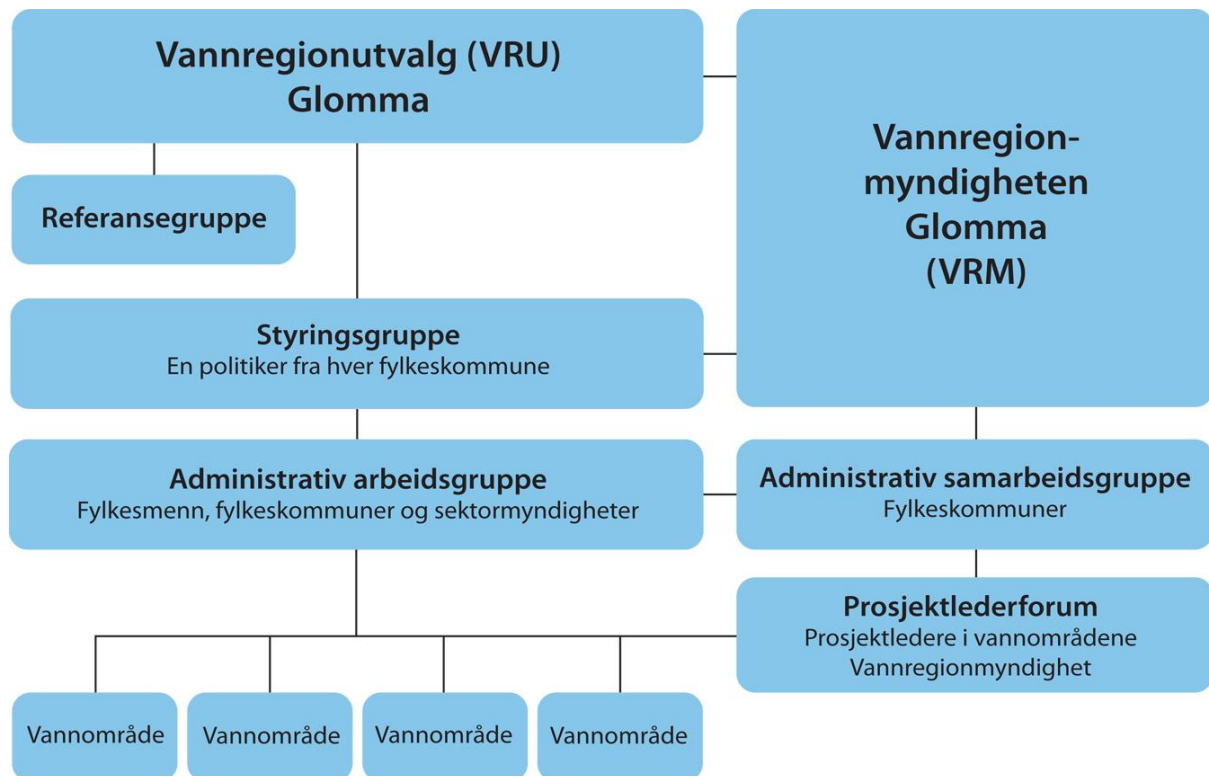 Vannregionutvalg (VRU)
Glomma
Vannregion-
myndigheten
Glomma
(VRM)
Referansegruppe
Styringsgruppe
En politiker fra hver fylkeskommune
Administrativ arbeidsgruppe
Fylkesmenn, fylkeskommuner og sektormyndigheter
Administrativ samarbeidsgruppe
Fylkeskommuner
Prosjektlederforum
Prosjektledere i vannområdene
Vannregionmyndighet
Vannområde
Vannområde
Vannområde
Vannområde